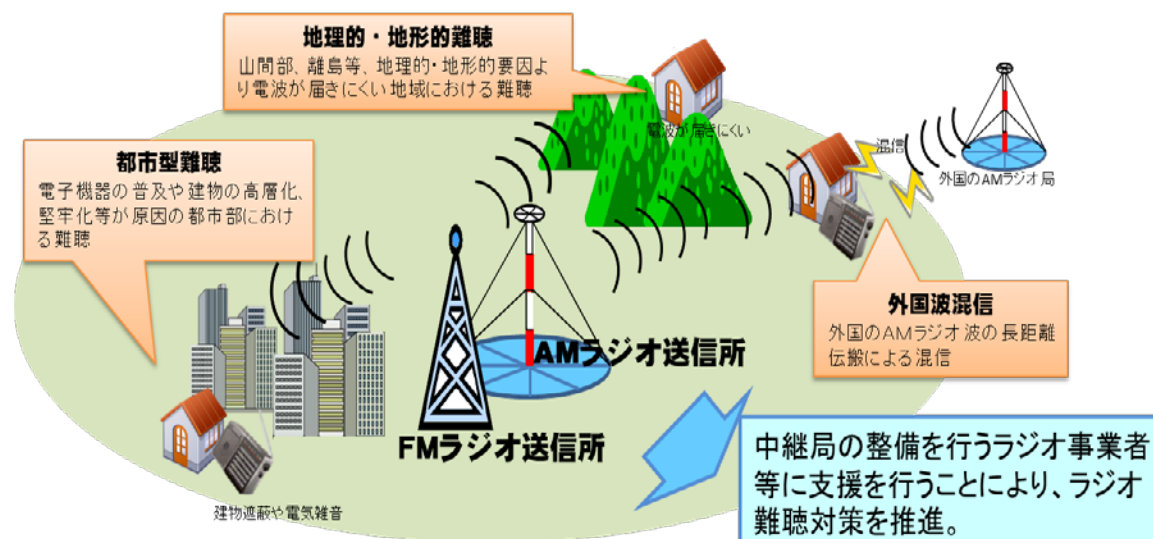 地理的・地形的難聴
山間部、離島等、地理的・地形的要因よ
り電波が届きにくい地域における難聴
電波が届きにくい
混信
外国のAMラジオ局
都市型難聴
電子機器の普及や建物の高層化、
堅牢化等が原因の都市部におけ
る難聴
外国波混信
外国のAMラジオ波の長距離
伝搬による混信
AMラジオ送信所
FMラジオ送信所
建物遮蔽や電気雑音
中継局の整備を行うラジオ事業者
等に支援を行うことにより、ラジオ
難聴対策を推進。